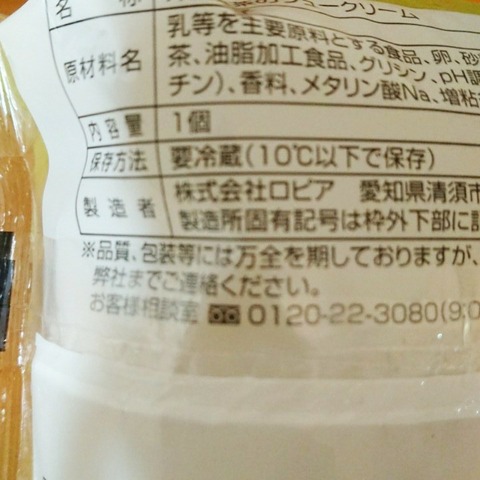 名 称 シュークリーム
原材料名 乳等を主要原料とする食品、卵、砂
茶、油脂加工食品、グリシン、pH調
チン)、香料、メタリン酸Na、増粘
内容量 1個
保存方法 要冷蔵(10℃以下で保存)
製造者 株式会社ロピア 愛知県清須市
製造所固有記号は枠外下部に記
※品質、包装等には万全を期しておりますが、
弊社までご連絡ください。
お客様相談室 0120-22-3080(9:0